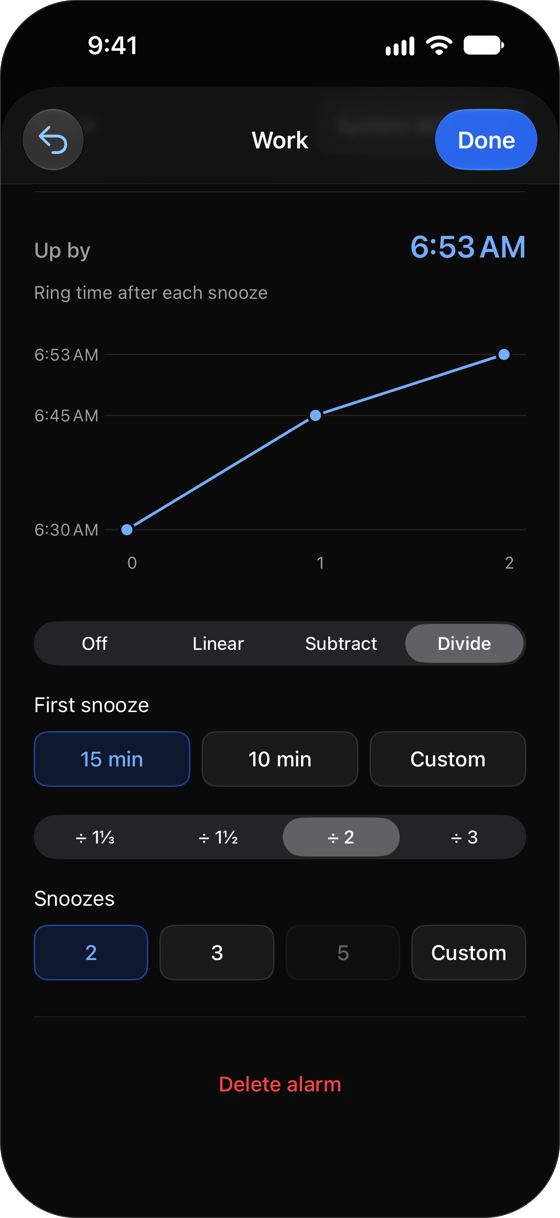 9:41
Work
Done
Up by
6:53 AM
Ring time after each snooze
6:53 AM
6:45 AM
6:30 AM
0 1 2
Off Linear Subtract Divide
First snooze
15 min 10 min Custom
÷ 1⅓ ÷ 1½ ÷ 2 ÷ 3
Snoozes
2 3 5 Custom
Delete alarm